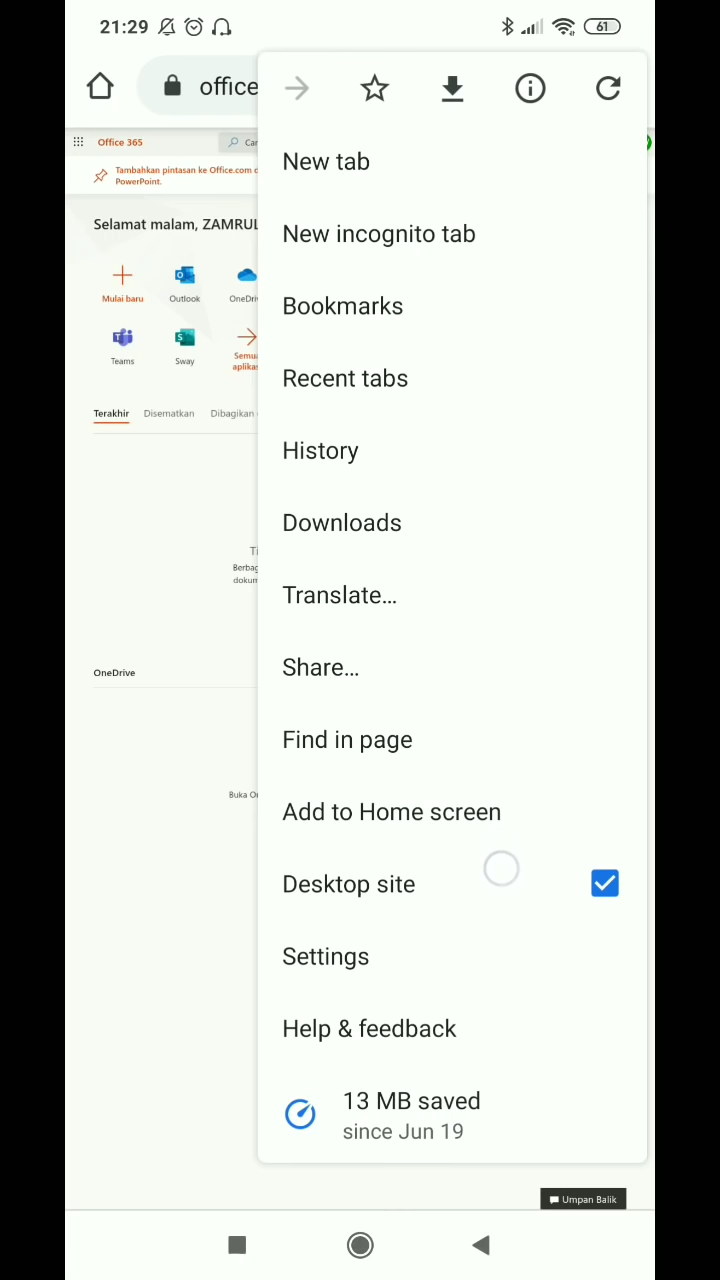 21:29
61
office
Office 365
Tambahkan pintasan ke Office.com
PowerPoint.
Selamat malam, ZAMRUL
Mulai baru
Outlook
Teams
Sway
Terakhir
Disematkan
Dibagikan
OneDrive
Buka
New tab
New incognito tab
Bookmarks
Recent tabs
History
Downloads
Translate...
Share...
Find in page
Add to Home screen
Desktop site
Settings
Help & feedback
13 MB saved
since Jun 19
Umpan Balik